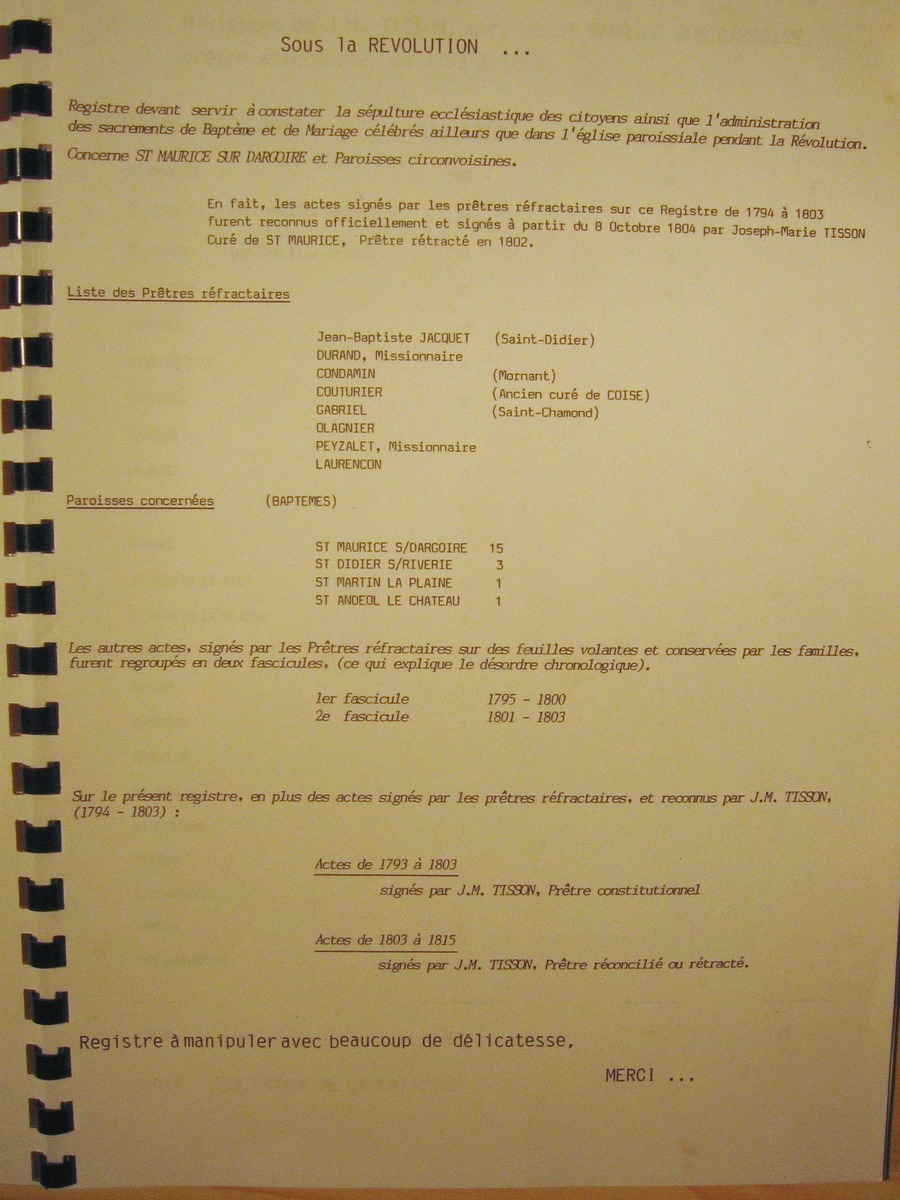 Sous la REVOLUTION ...
Registre devant servir à constater la sépulture ecclésiastique des citoyens ainsi que l'administration
des sacrements de Baptême et de Mariage célébrés ailleurs que dans l'église paroissiale pendant la Révolution.
Concerne ST MAURICE SUR DARGOIRE et Paroisses circonvoisines.
En fait, les actes signés par les prêtres réfractaires sur ce Registre de 1794 à 1803
furent reconnus officiellement et signés à partir du 8 Octobre 1804 par Joseph-Marie TISSON
Curé de ST MAURICE, Prêtre rétracté en 1802.
Liste des Prêtres réfractaires
Jean-Baptiste JACQUET (Saint-Didier)
DURAND, Missionnaire
CONDAMIN (Mornant)
COUTURIER (Ancien curé de COISE)
GABRIEL (Saint-Chamond)
OLAGNIER
PEYZALET, Missionnaire
LAURENCON
Paroisses concernées (BAPTEMES)
ST MAURICE S/DARGOIRE 15
ST DIDIER S/RIVERIE 3
ST MARTIN LA PLAINE 1
ST ANDEOL LE CHATEAU 1
Les autres actes, signés par les Prêtres réfractaires sur des feuilles volantes et conservées par les familles,
furent regroupés en deux fascicules, (ce qui explique le désordre chronologique).
1er fascicule 1795 - 1800
2e fascicule 1801 - 1803
Sur le présent registre, en plus des actes signés par les prêtres réfractaires, et reconnus par J.M. TISSON,
(1794 - 1803) :
Actes de 1793 à 1803
signés par J.M. TISSON, Prêtre constitutionnel
Actes de 1803 à 1815
signés par J.M. TISSON, Prêtre réconcilié ou rétracté.
Registre à manipuler avec beaucoup de délicatesse,
MERCI ...